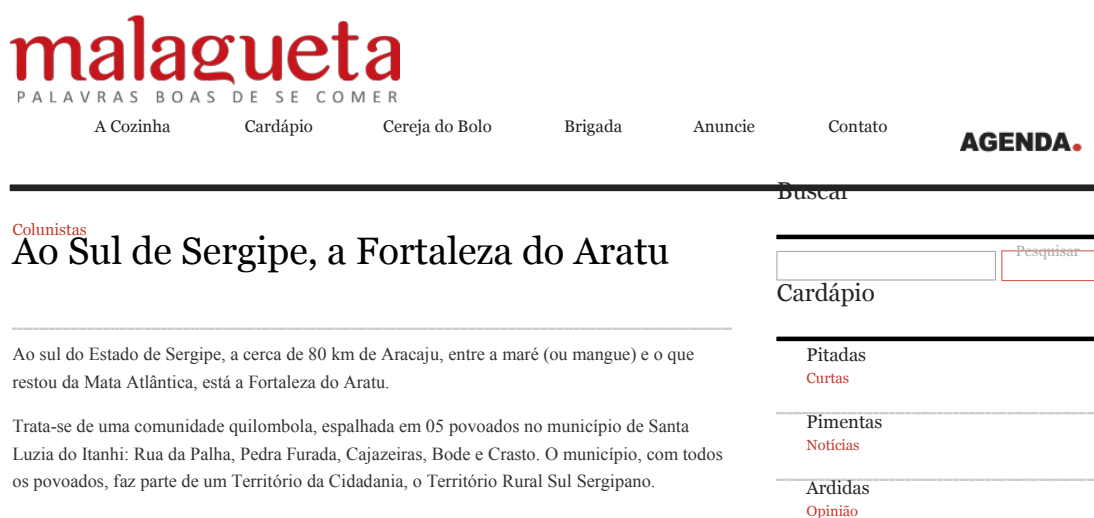 malagueta
PALAVRAS BOAS DE SE COMER
A Cozinha Cardápio Cereja do Bolo Brigada Anuncie Contato
AGENDA.
Colunistas
Ao Sul de Sergipe, a Fortaleza do Aratu
Ao sul do Estado de Sergipe, a cerca de 80 km de Aracaju, entre a maré (ou mangue) e o que
restou da Mata Atlântica, está a Fortaleza do Aratu.
Trata-se de uma comunidade quilombola, espalhada em 05 povoados no município de Santa
Luzia do Itanhi: Rua da Palha, Pedra Furada, Cajazeiras, Bode e Crasto. O município, com todos
os povoados, faz parte de um Território da Cidadania, o Território Rural Sul Sergipano.
Buscar
Pesquisar
Cardápio
Pitadas
Curtas
Pimentas
Notícias
Ardidas
Opinião